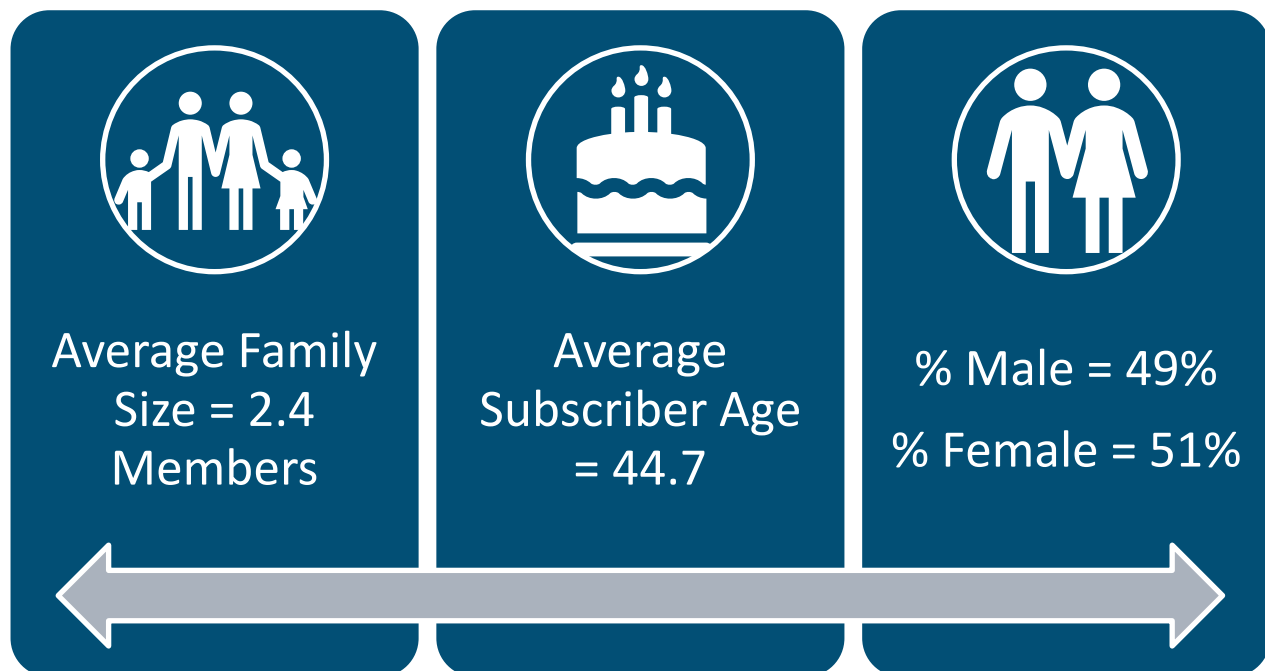 Average Family
Size = 2.4
Members
Average
Subscriber Age
= 44.7
% Male = 49%
% Female = 51%